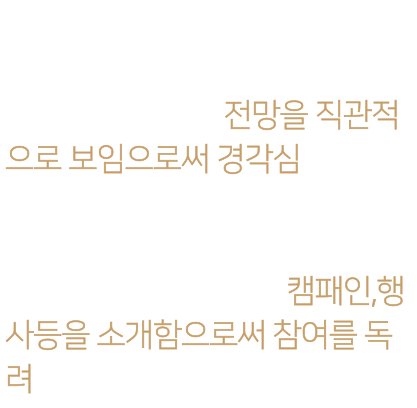 전망을 직관적
으로 보임으로써 경각심
캠패인,행
사등을 소개함으로써 참여를 독
려